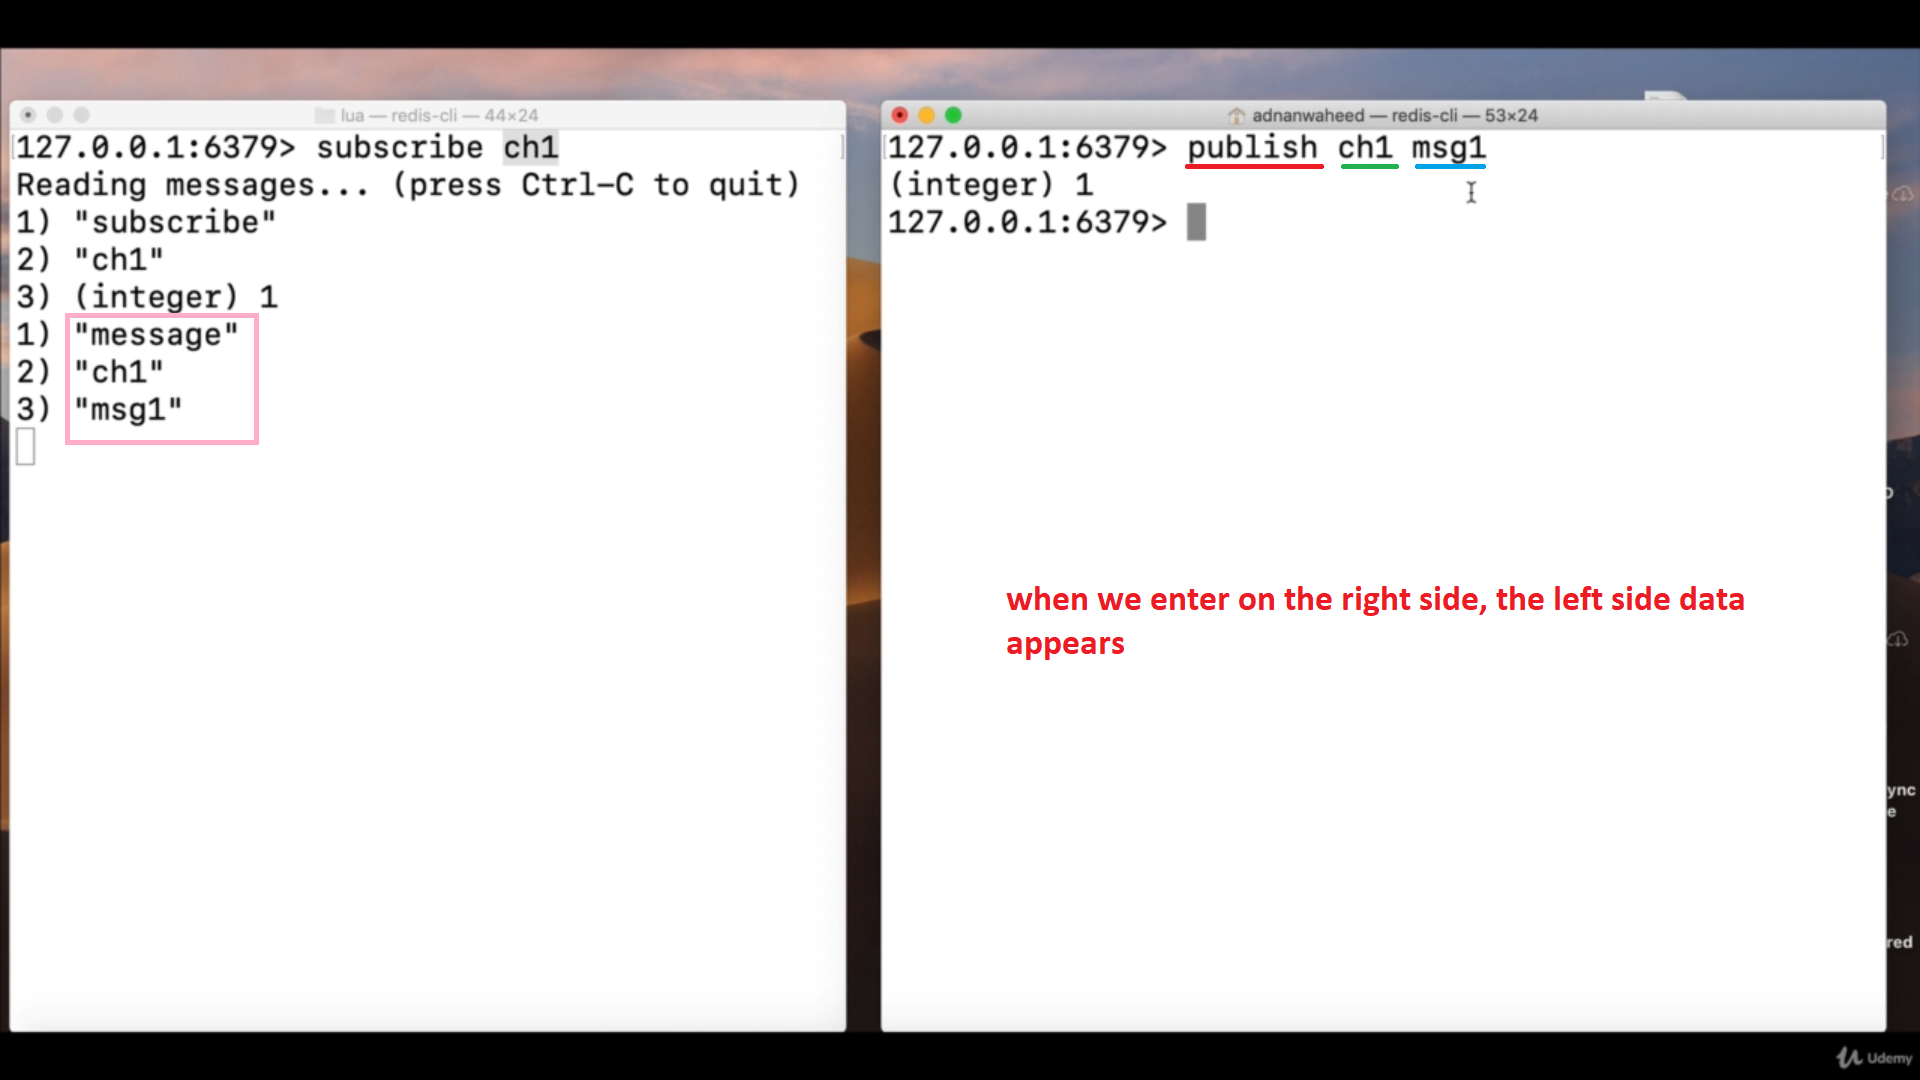 lua — redis-cli — 44×24
127.0.0.1:6379> subscribe ch1
Reading messages... (press Ctrl-C to quit)
1) "subscribe"
2) "ch1"
3) (integer) 1
1) "message"
2) "ch1"
3) "msg1"
adnanwaheed — redis-cli — 53×24
127.0.0.1:6379> publish ch1 msg1
(integer) 1
127.0.0.1:6379>
when we enter on the right side, the left side data
appears
ync
e
red
Udemy